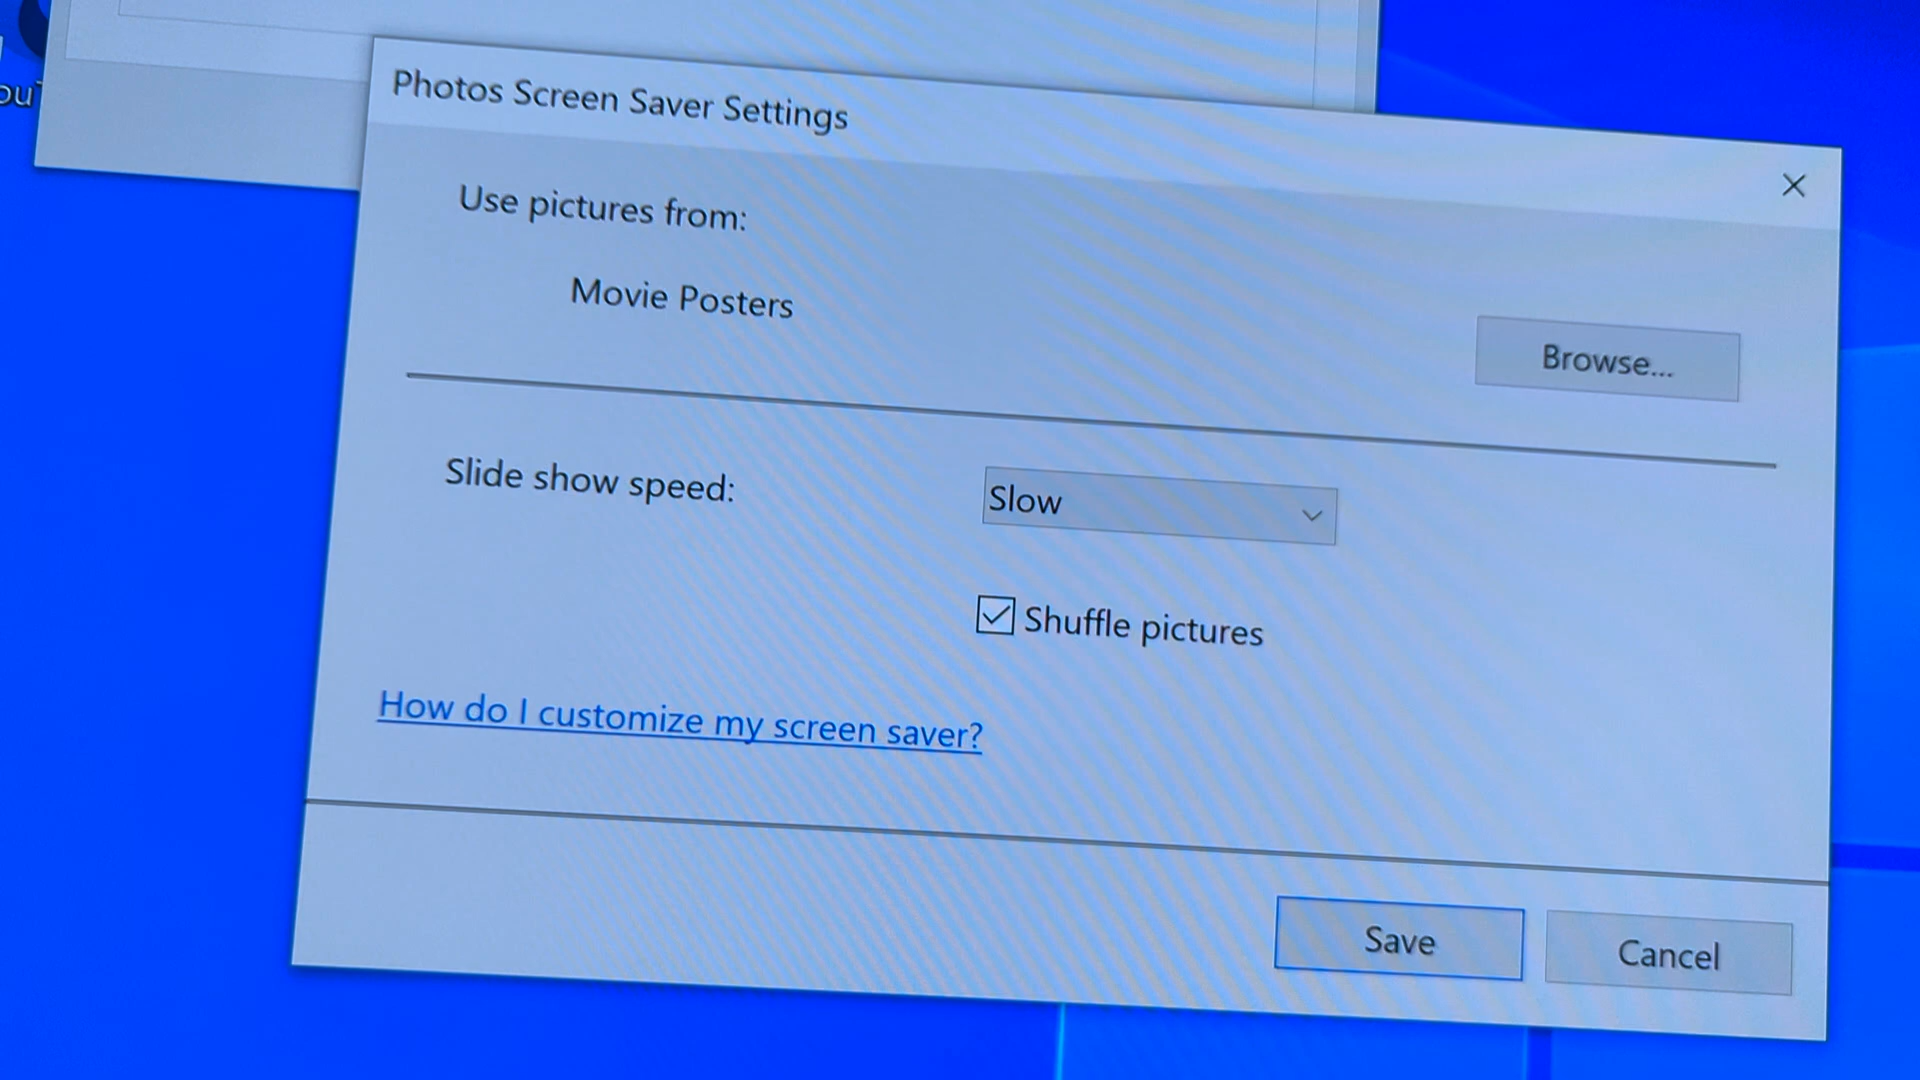 Photos Screen Saver Settings
Use pictures from:
Movie Posters
Browse...
Slide show speed:
Slow
Shuffle pictures
How do I customize my screen saver?
Save
Cancel